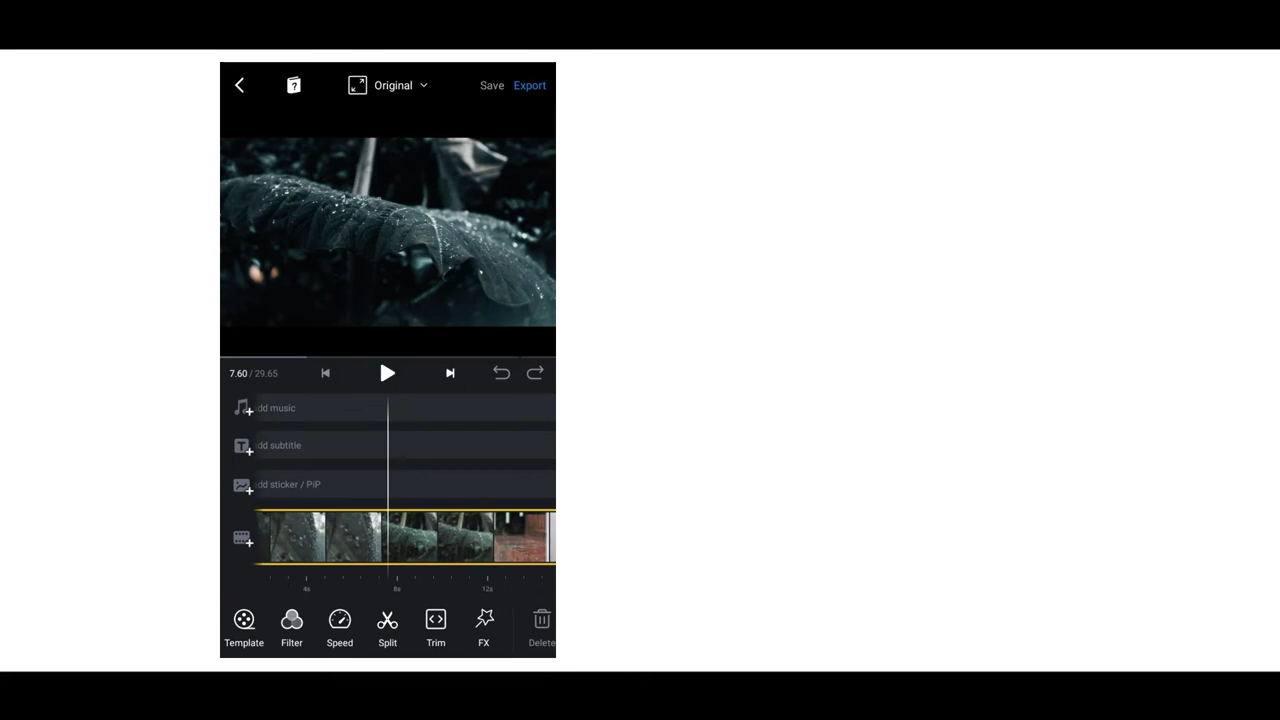 ? Original Save Export
7.60 / 29.65
dd music
T dd subtitle
dd sticker / PiP
4s 8s 12s
Template Filter Speed Split Trim FX Delete